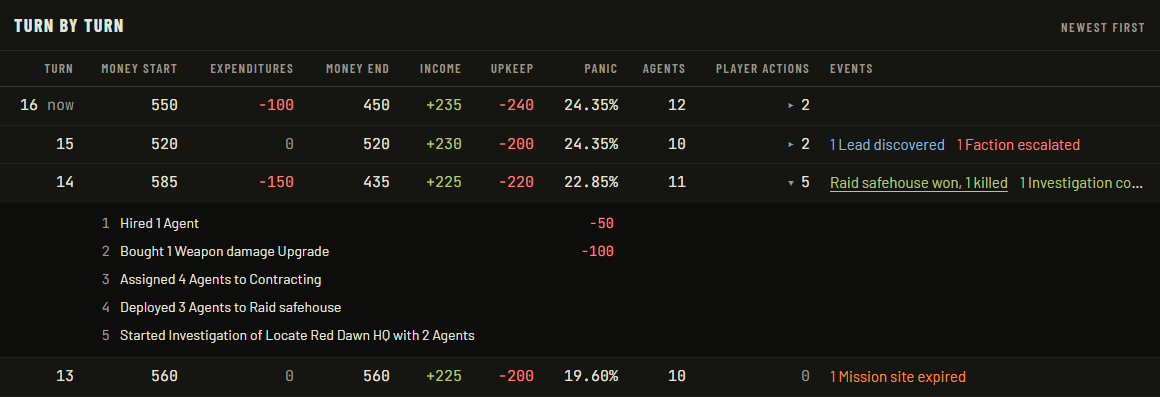 TURN BY TURN NEWEST FIRST
TURN MONEY START EXPENDITURES MONEY END INCOME UPKEEP PANIC AGENTS PLAYER ACTIONS EVENTS
16 now 550 -100 450 +235 -240 24.35% 12 ▸ 2
15 520 0 520 +230 -200 24.35% 10 ▸ 2 1 Lead discovered 1 Faction escalated
14 585 -150 435 +225 -220 22.85% 11 ▾ 5 Raid safehouse won, 1 killed 1 Investigation co...
1 Hired 1 Agent -50
2 Bought 1 Weapon damage Upgrade -100
3 Assigned 4 Agents to Contracting
4 Deployed 3 Agents to Raid safehouse
5 Started Investigation of Locate Red Dawn HQ with 2 Agents
13 560 0 560 +225 -200 19.60% 10 0 1 Mission site expired